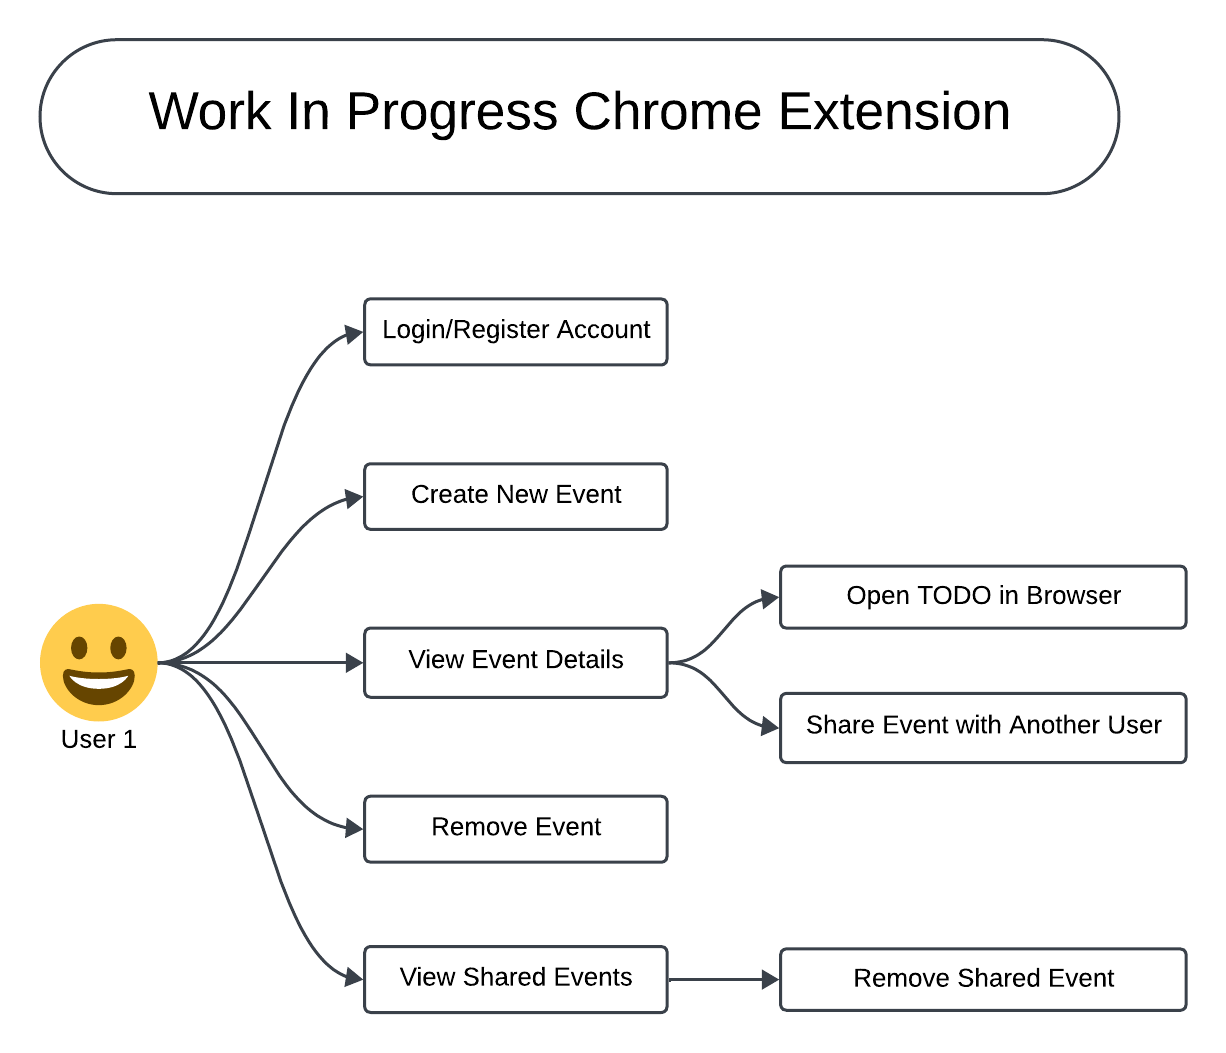 Work In Progress Chrome Extension
Login/Register Account
Create New Event
Open TODO in Browser
View Event Details
Share Event with Another User
User 1
Remove Event
View Shared Events
Remove Shared Event